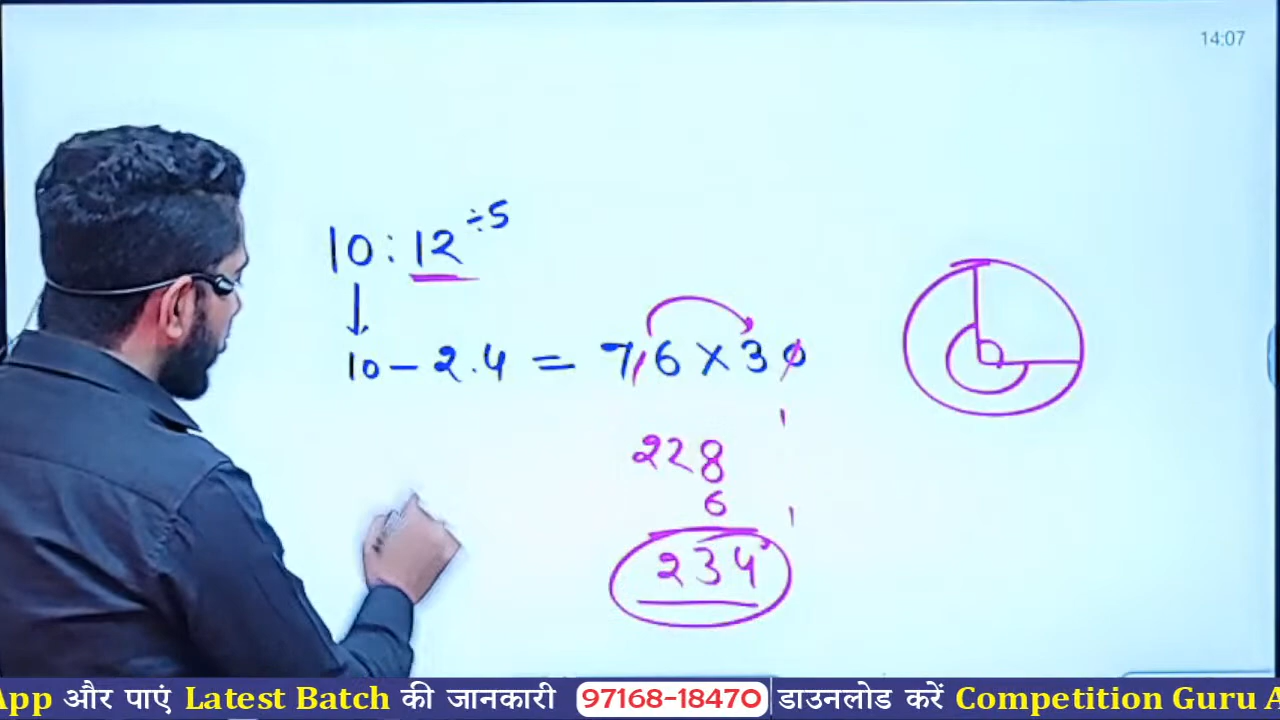 14:07
10 : 12 ÷5
10 - 2.4 = 7.6 × 30
228
6
234°
App और पाएं Latest Batch की जानकारी 97168-18470 डाउनलोड करें Competition Guru A